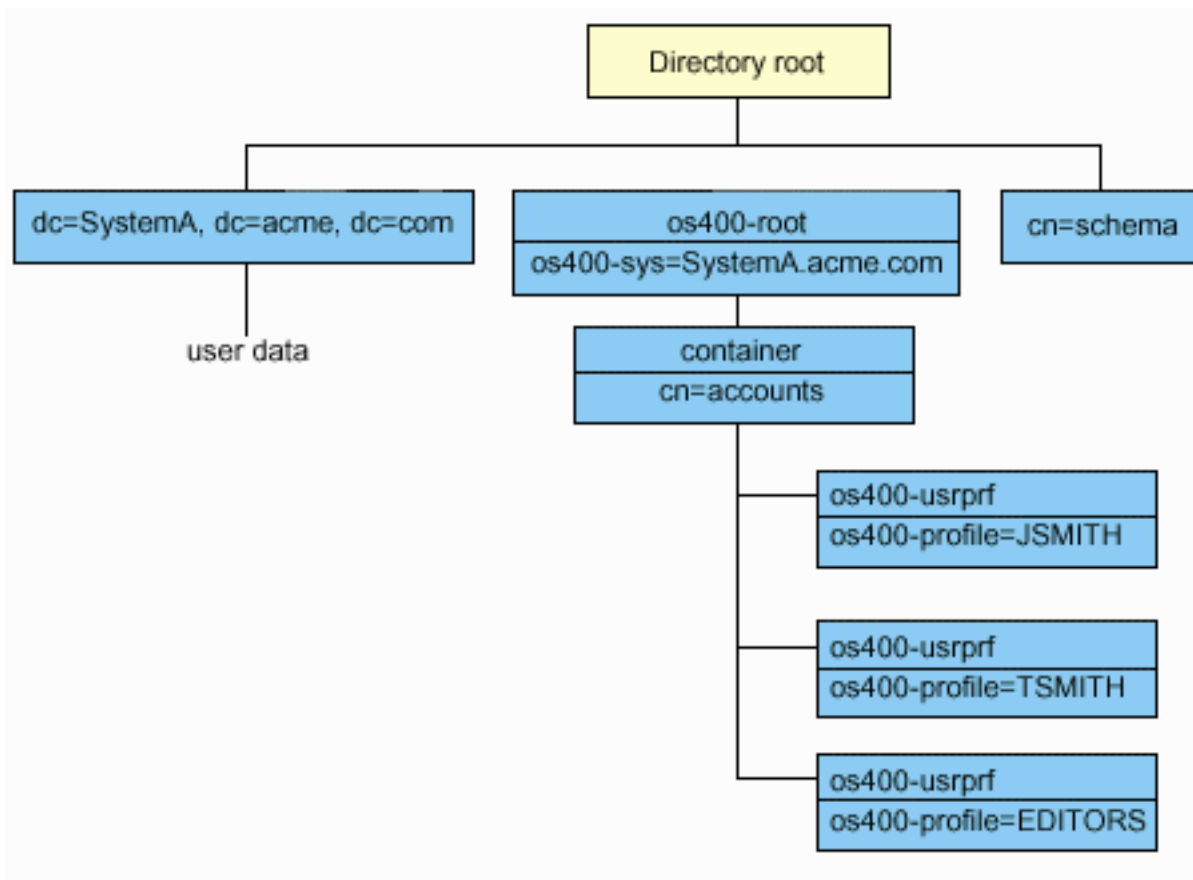 Directory root
dc=SystemA, dc=acme, dc=com
os400-root
os400-sys=SystemA.acme.com
cn=schema
user data
container
cn=accounts
os400-usrprf
os400-profile=JSMITH
os400-usrprf
os400-profile=TSMITH
os400-usrprf
os400-profile=EDITORS